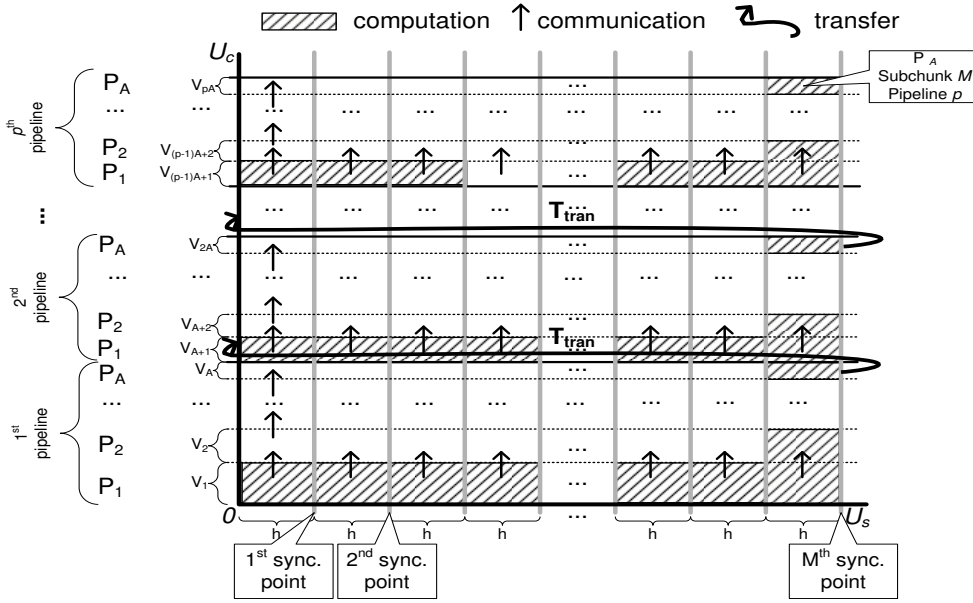 computation communication transfer
U_c
P_A
Subchunk M
Pipeline p
p^th pipeline
P_A V_pA ...
... ... ... ...
P_2 V_(p-1)A+2
P_1 V_(p-1)A+1 ...
... ... ... ... ... T_tran ... ... ... ...
2^nd pipeline
P_A V_2A ...
... ... ... ... ... ... ... ... ...
P_2 V_A+2
P_1 V_A+1 T_tran ...
1^st pipeline
P_A V_A ...
... ... ... ... ... ... ... ...
P_2 V_2
...
P_1 V_1 ...
0 ... U_s
h h h h h h h
1^st sync. point
2^nd sync. point
M^th sync. point